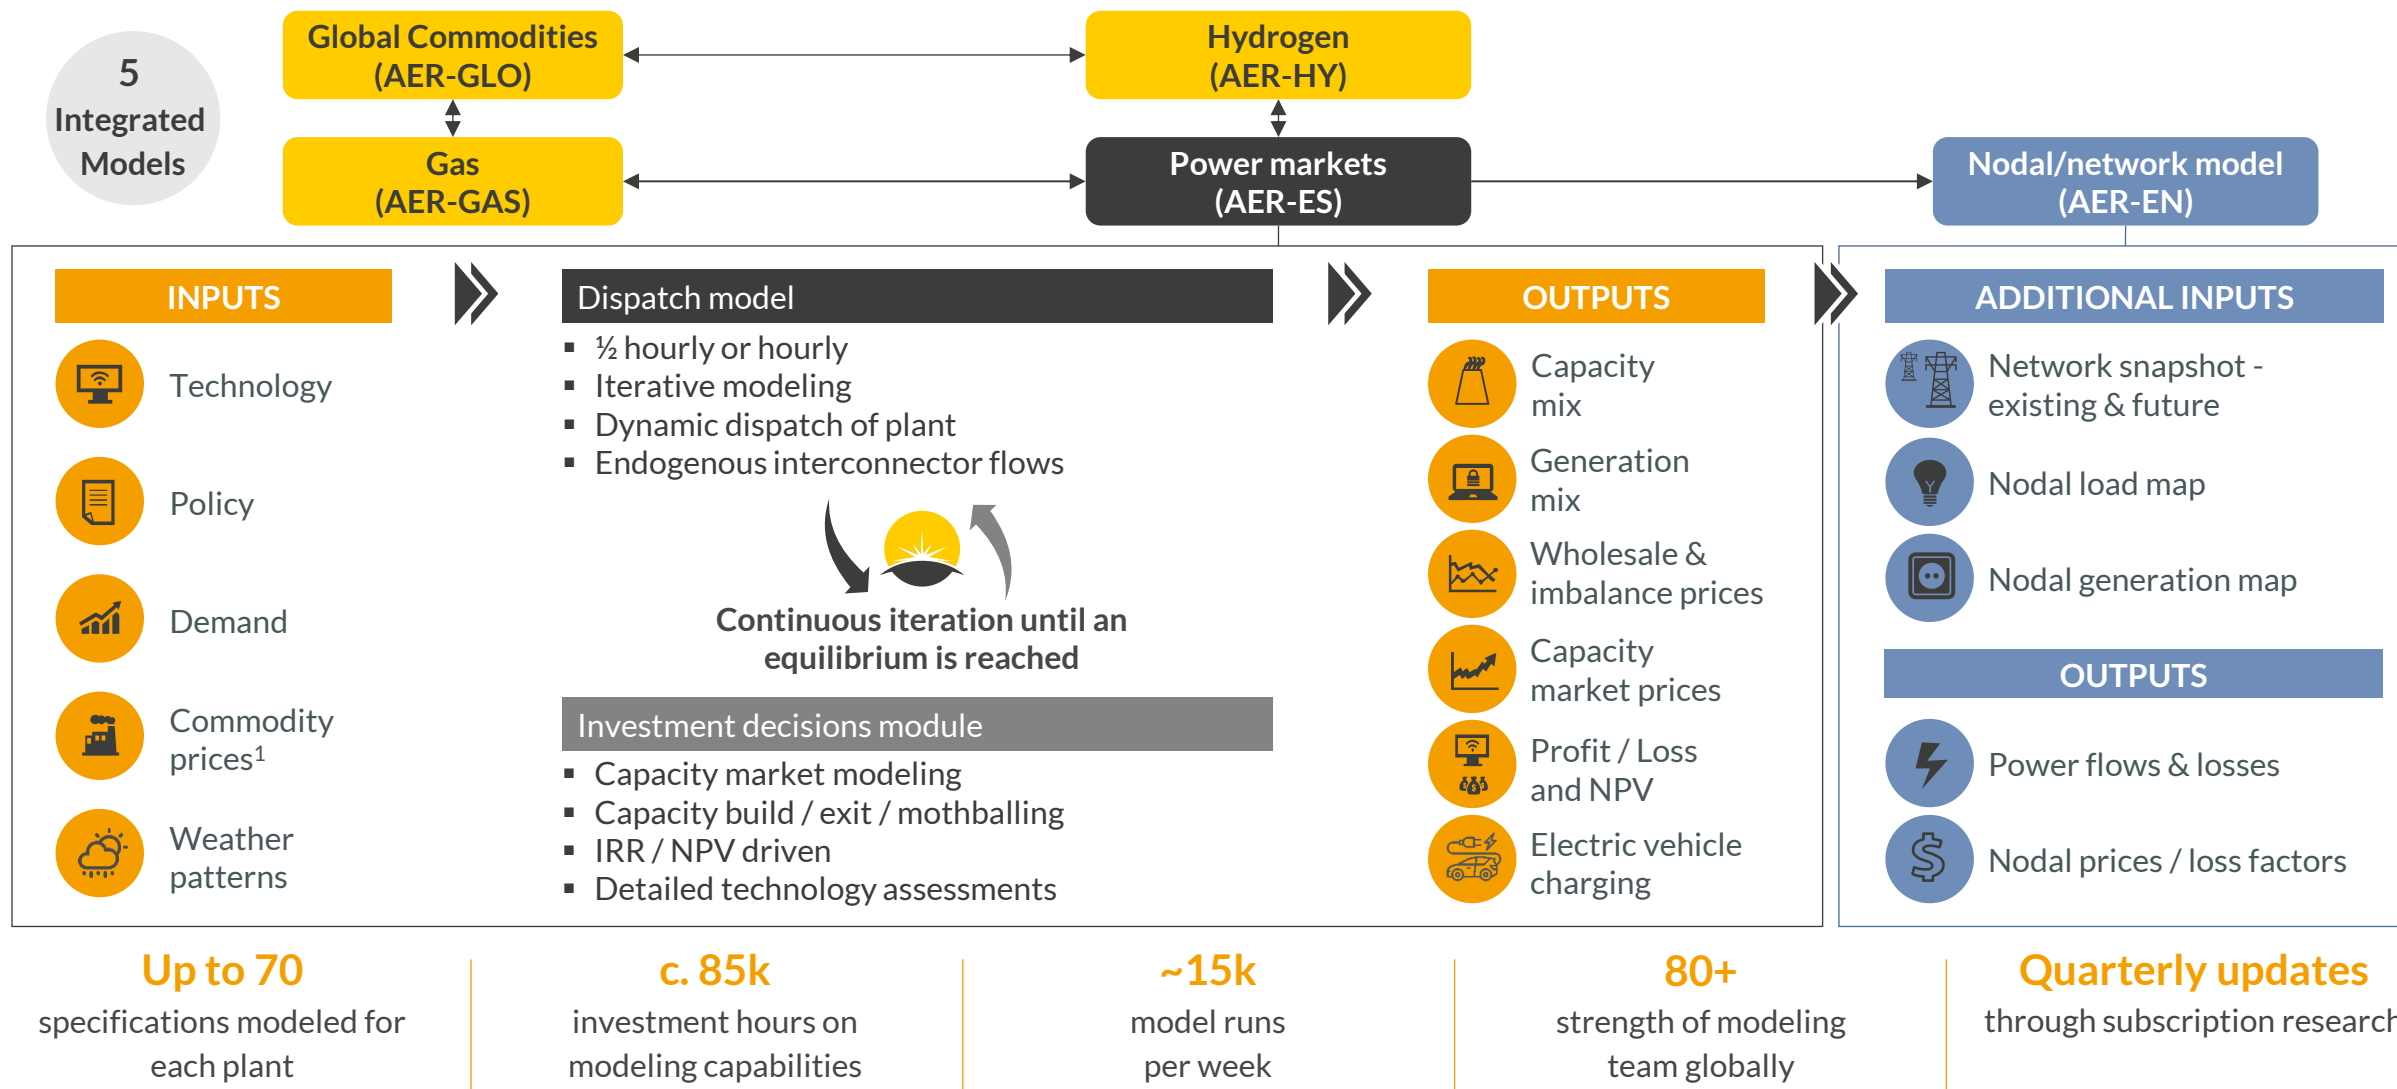 5
Integrated
Models
Global Commodities
(AER-GLO)
Hydrogen
(AER-HY)
Gas
(AER-GAS)
Power markets
(AER-ES)
Nodal/network model
(AER-EN)
INPUTS
Technology
Policy
Demand
Commodity
prices¹
Weather
patterns
Dispatch model
▪ ½ hourly or hourly
▪ Iterative modeling
▪ Dynamic dispatch of plant
▪ Endogenous interconnector flows
Continuous iteration until an
equilibrium is reached
Investment decisions module
▪ Capacity market modeling
▪ Capacity build / exit / mothballing
▪ IRR / NPV driven
▪ Detailed technology assessments
OUTPUTS
Capacity
mix
Generation
mix
Wholesale &
imbalance prices
Capacity
market prices
Profit / Loss
and NPV
Electric vehicle
charging
ADDITIONAL INPUTS
Network snapshot -
existing & future
Nodal load map
Nodal generation map
OUTPUTS
Power flows & losses
Nodal prices / loss factors
Up to 70
specifications modeled for
each plant
c. 85k
investment hours on
modeling capabilities
~15k
model runs
per week
80+
strength of modeling
team globally
Quarterly updates
through subscription research